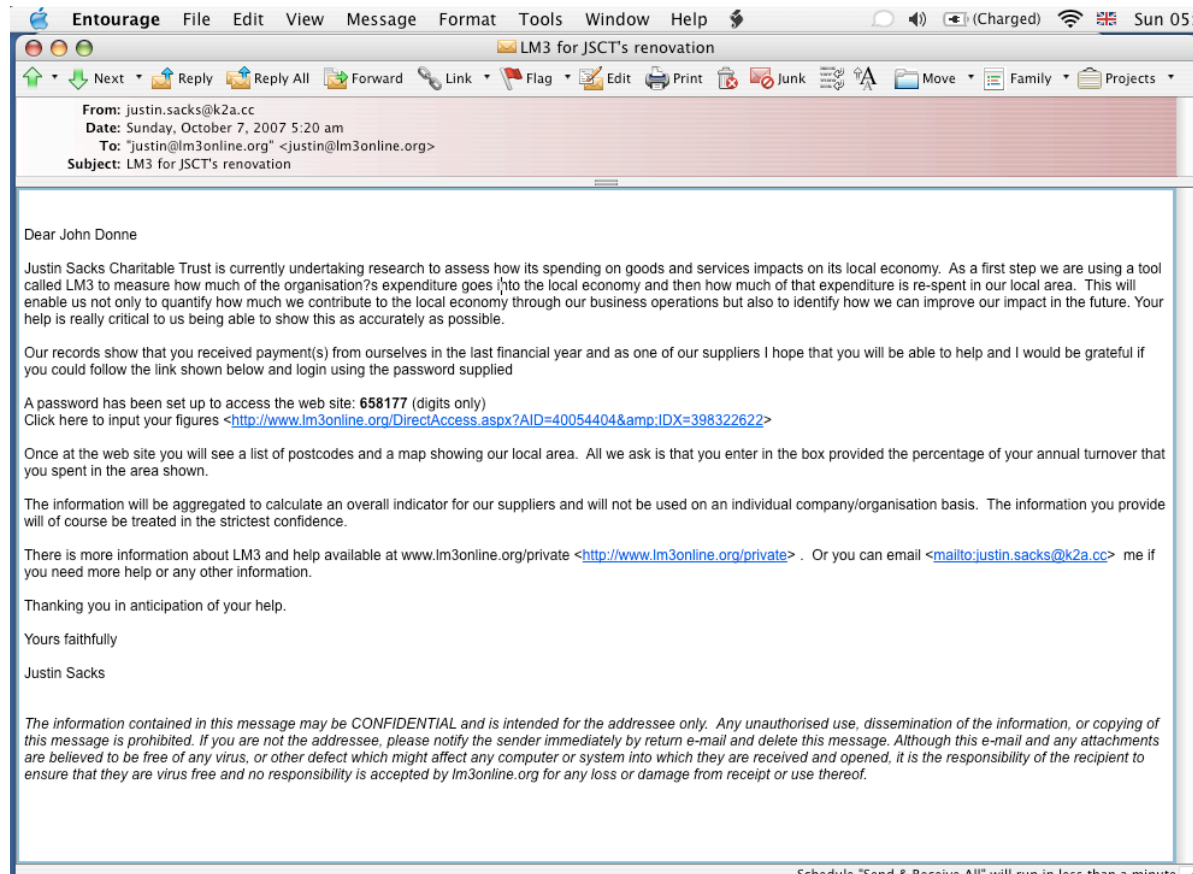 Entourage File Edit View Message Format Tools Window Help (Charged) Sun 05:
LM3 for JSCT's renovation
Next Reply Reply All Forward Link Flag Edit Print Junk Move Family Projects
From: justin.sacks@k2a.cc
Date: Sunday, October 7, 2007 5:20 am
To: "justin@lm3online.org" <justin@lm3online.org>
Subject: LM3 for JSCT's renovation
Dear John Donne
Justin Sacks Charitable Trust is currently undertaking research to assess how its spending on goods and services impacts on its local economy. As a first step we are using a tool
called LM3 to measure how much of the organisation?s expenditure goes into the local economy and then how much of that expenditure is re-spent in our local area. This will
enable us not only to quantify how much we contribute to the local economy through our business operations but also to identify how we can improve our impact in the future. Your
help is really critical to us being able to show this as accurately as possible.
Our records show that you received payment(s) from ourselves in the last financial year and as one of our suppliers I hope that you will be able to help and I would be grateful if
you could follow the link shown below and login using the password supplied
A password has been set up to access the web site: 658177 (digits only)
Click here to input your figures <http://www.lm3online.org/DirectAccess.aspx?AID=40054404&amp;IDX=398322622>
Once at the web site you will see a list of postcodes and a map showing our local area. All we ask is that you enter in the box provided the percentage of your annual turnover that
you spent in the area shown.
The information will be aggregated to calculate an overall indicator for our suppliers and will not be used on an individual company/organisation basis. The information you provide
will of course be treated in the strictest confidence.
There is more information about LM3 and help available at www.lm3online.org/private <http://www.lm3online.org/private> . Or you can email <mailto:justin.sacks@k2a.cc> me if
you need more help or any other information.
Thanking you in anticipation of your help.
Yours faithfully
Justin Sacks
The information contained in this message may be CONFIDENTIAL and is intended for the addressee only. Any unauthorised use, dissemination of the information, or copying of
this message is prohibited. If you are not the addressee, please notify the sender immediately by return e-mail and delete this message. Although this e-mail and any attachments
are believed to be free of any virus, or other defect which might affect any computer or system into which they are received and opened, it is the responsibility of the recipient to
ensure that they are virus free and no responsibility is accepted by lm3online.org for any loss or damage from receipt or use thereof.
Schedule "Send & Receive All" will run in less than a minute